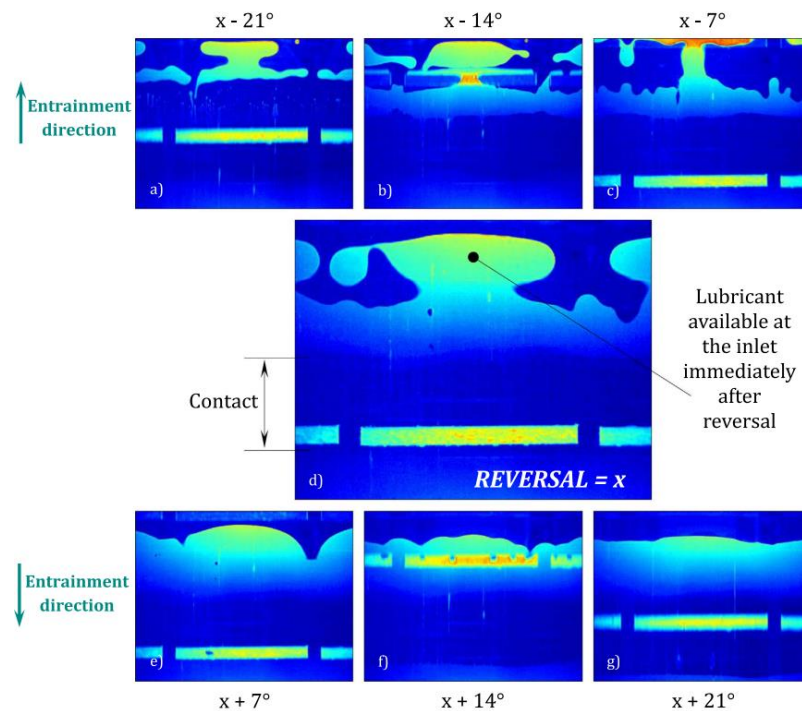 x - 21°
x - 14°
x - 7°
Entrainment
direction
a)
b)
c)
Contact
Lubricant
available at
the inlet
immediately
after
reversal
d)
REVERSAL = x
Entrainment
direction
e)
f)
g)
x + 7°
x + 14°
x + 21°